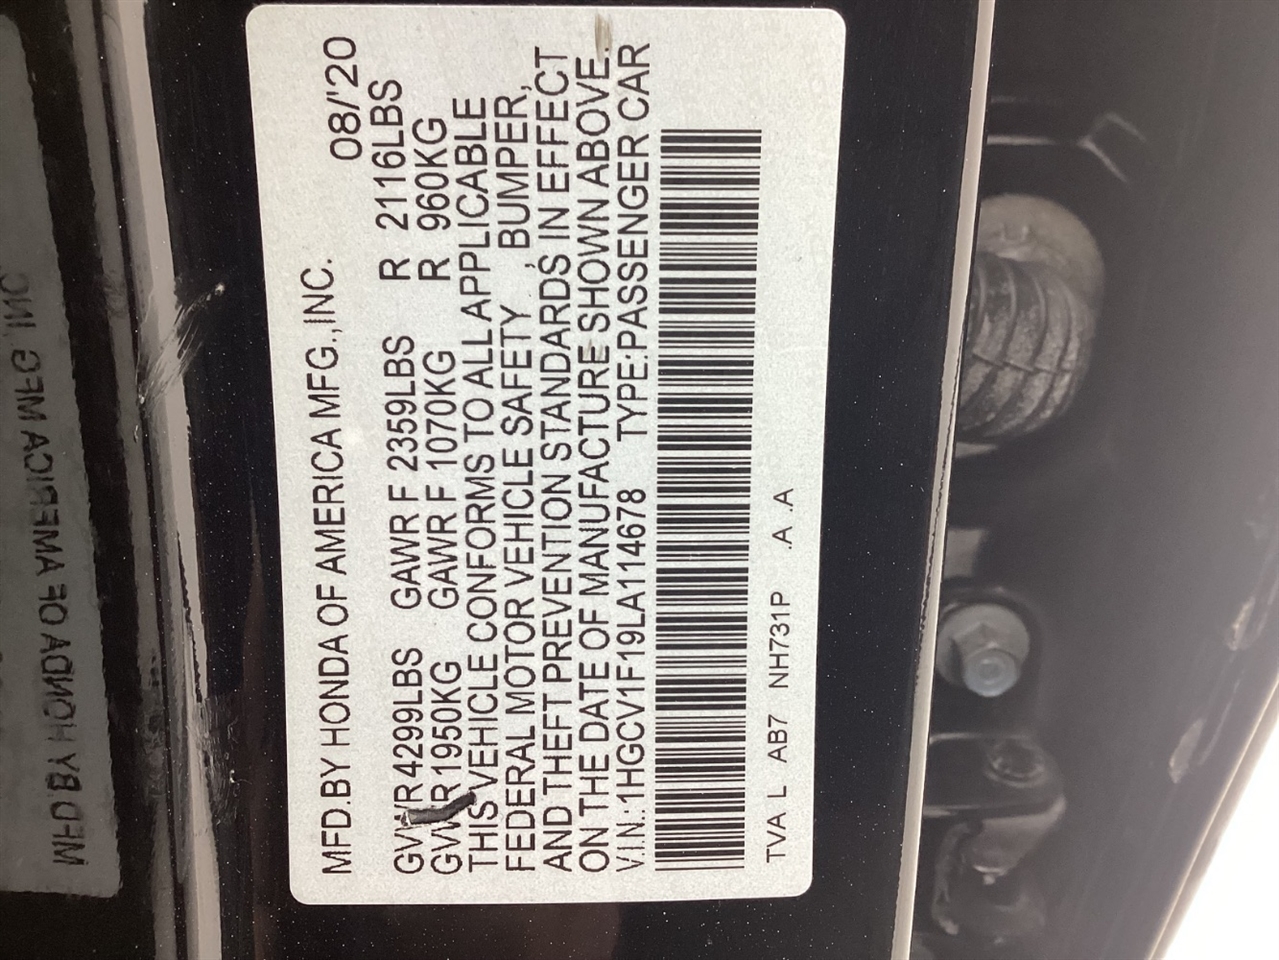 MFD.BY HONDA OF AMERICA MFG.,INC. 08/'20
GVWR 4299LBS GAWR F 2359LBS R 2116LBS
GVWR 1950KG GAWR F 1070KG R 960KG
THIS VEHICLE CONFORMS TO ALL APPLICABLE
FEDERAL MOTOR VEHICLE SAFETY , BUMPER,
AND THEFT PREVENTION STANDARDS IN EFFECT
ON THE DATE OF MANUFACTURE SHOWN ABOVE.
V.I.N.: 1HGCV1F19LA114678 TYPE:PASSENGER CAR
TVA L AB7 NH731P .A .A
MFD.BY HONDA OF AMERICA MFG.,INC